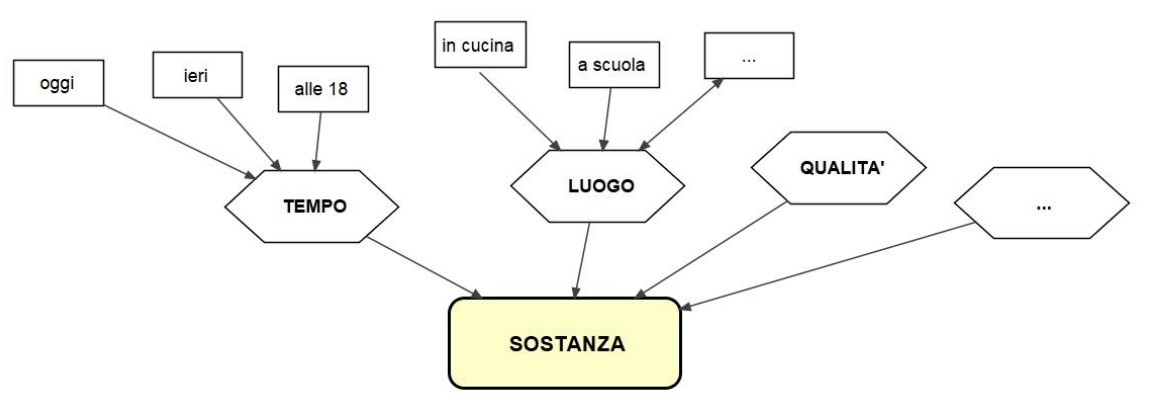 oggi
ieri
alle 18
in cucina
a scuola
...
TEMPO
LUOGO
QUALITA'
...
SOSTANZA